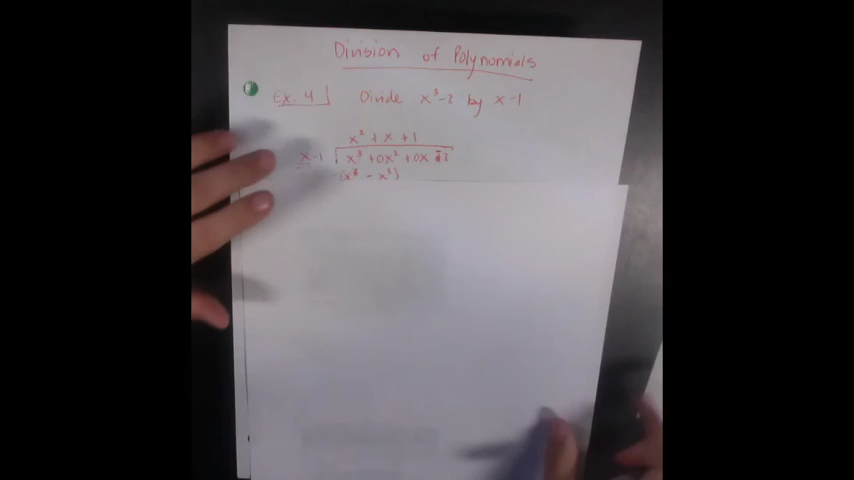 Division of Polynomials
Ex. 4 Divide x³-2 by x-1
x² + x + 1
x-1 x³ +0x² +0x -2
-(x³ - x²)